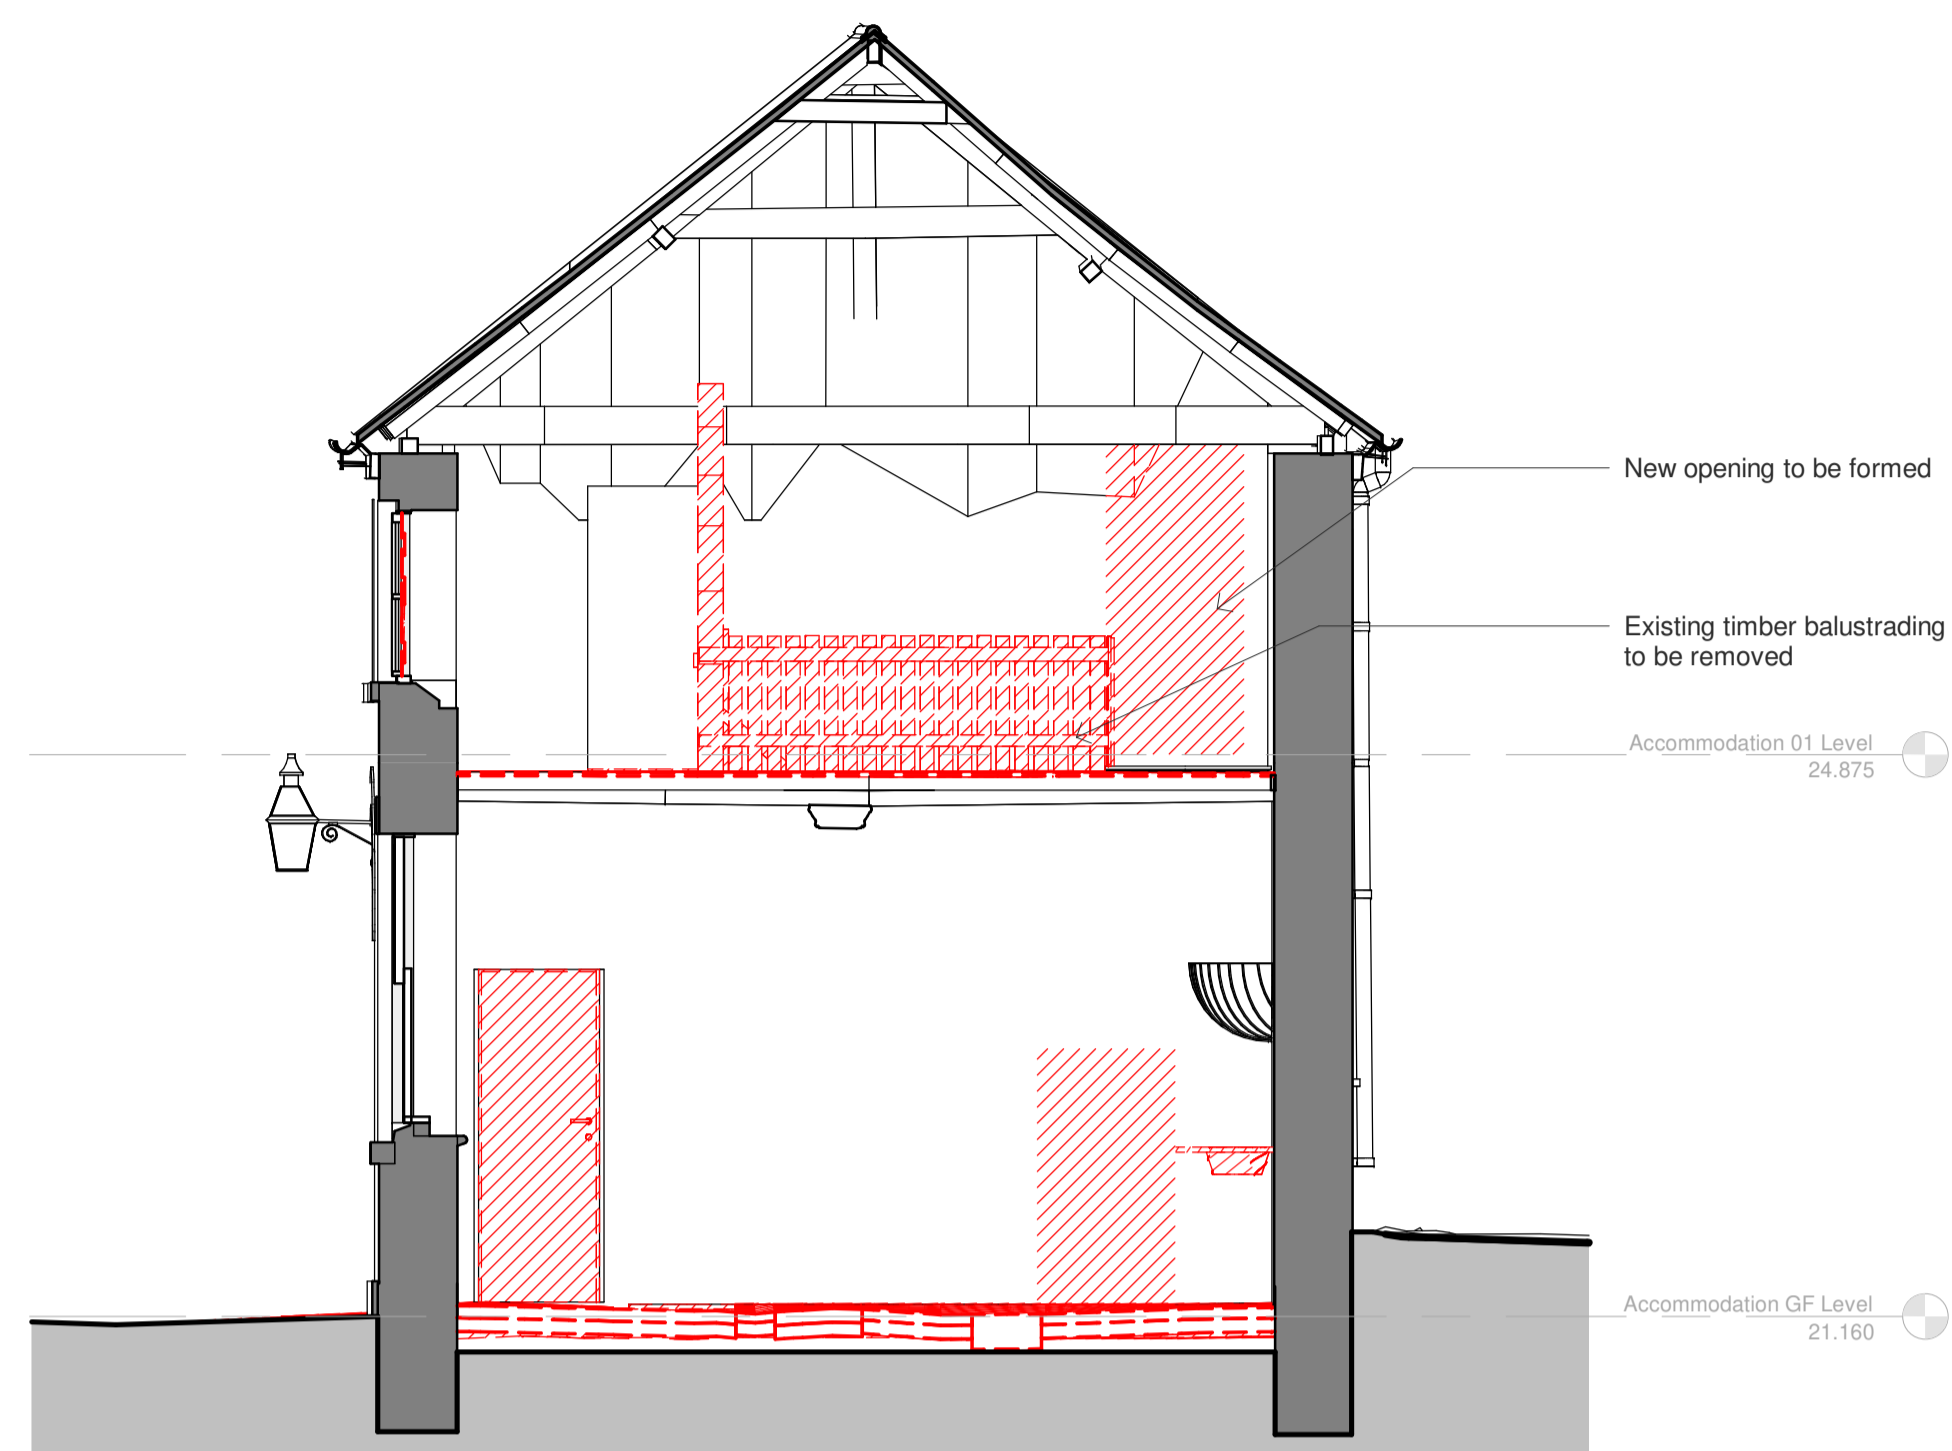 New opening to be formed
Existing timber balustrading
to be removed
Accommodation 01 Level
24.875
Accommodation GF Level
21.160